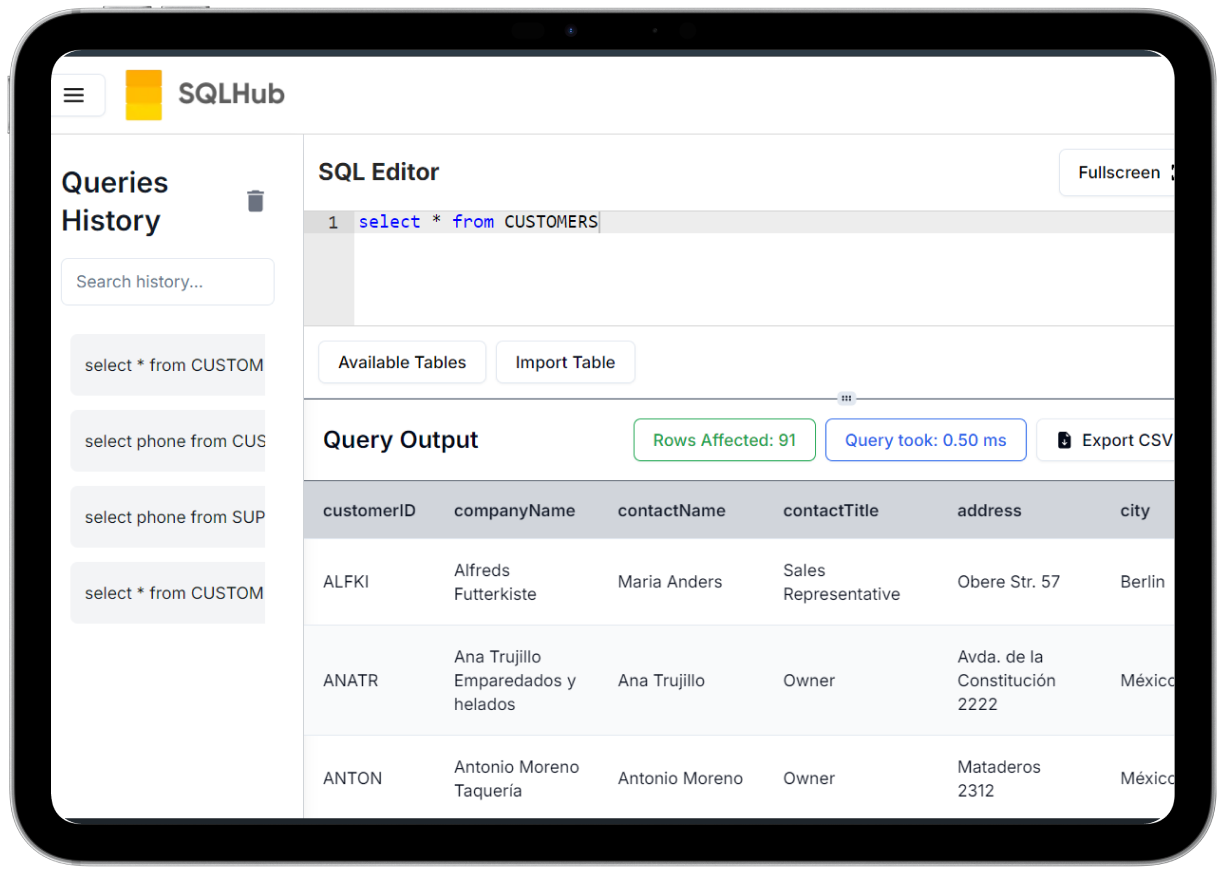 SQLHub
Queries
History
Search history...
select * from CUSTOM
select phone from CUS
select phone from SUP
select * from CUSTOM
SQL Editor
Fullscreen
1 select * from CUSTOMERS
Available Tables Import Table
Query Output
Rows Affected: 91
Query took: 0.50 ms
Export CSV
customerID companyName contactName contactTitle address city
ALFKI
Alfreds
Futterkiste
Maria Anders
Sales
Representative
Obere Str. 57
Berlin
ANATR
Ana Trujillo
Emparedados y
helados
Ana Trujillo
Owner
Avda. de la
Constitución
2222
México
ANTON
Antonio Moreno
Taquería
Antonio Moreno
Owner
Mataderos
2312
México